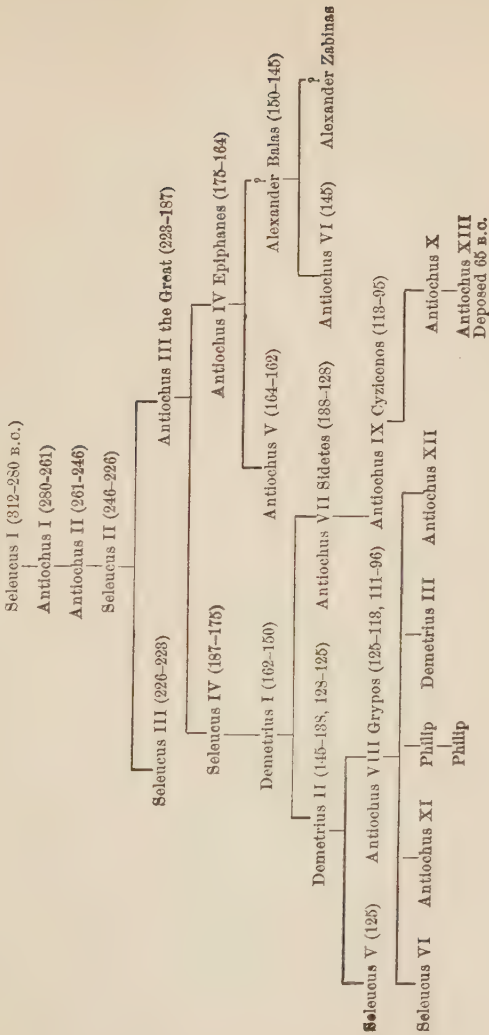 Seleucus I (312–280 B.C.)
Antiochus I (280–261)
Antiochus II (261–246)
Seleucus II (246–226)
Seleucus III (226–223) Antiochus III the Great (223–187)
Seleucus IV (187–175) Antiochus IV Epiphanes (175–164)
? ?
Demetrius I (162–150) Antiochus V (164–162) Alexander Balas (150–145)
Demetrius II (145–138, 128–125) Antiochus VII Sidetes (138–128) Antiochus VI (145) Alexander Zabinas
Seleucus V (125) Antiochus VIII Grypos (125–113, 111–96) Antiochus IX Cyzicenos (113–95)
Seleucus VI Antiochus XI Philip Demetrius III Antiochus XII Antiochus X
Philip Antiochus XIII
Deposed 65 B.C.